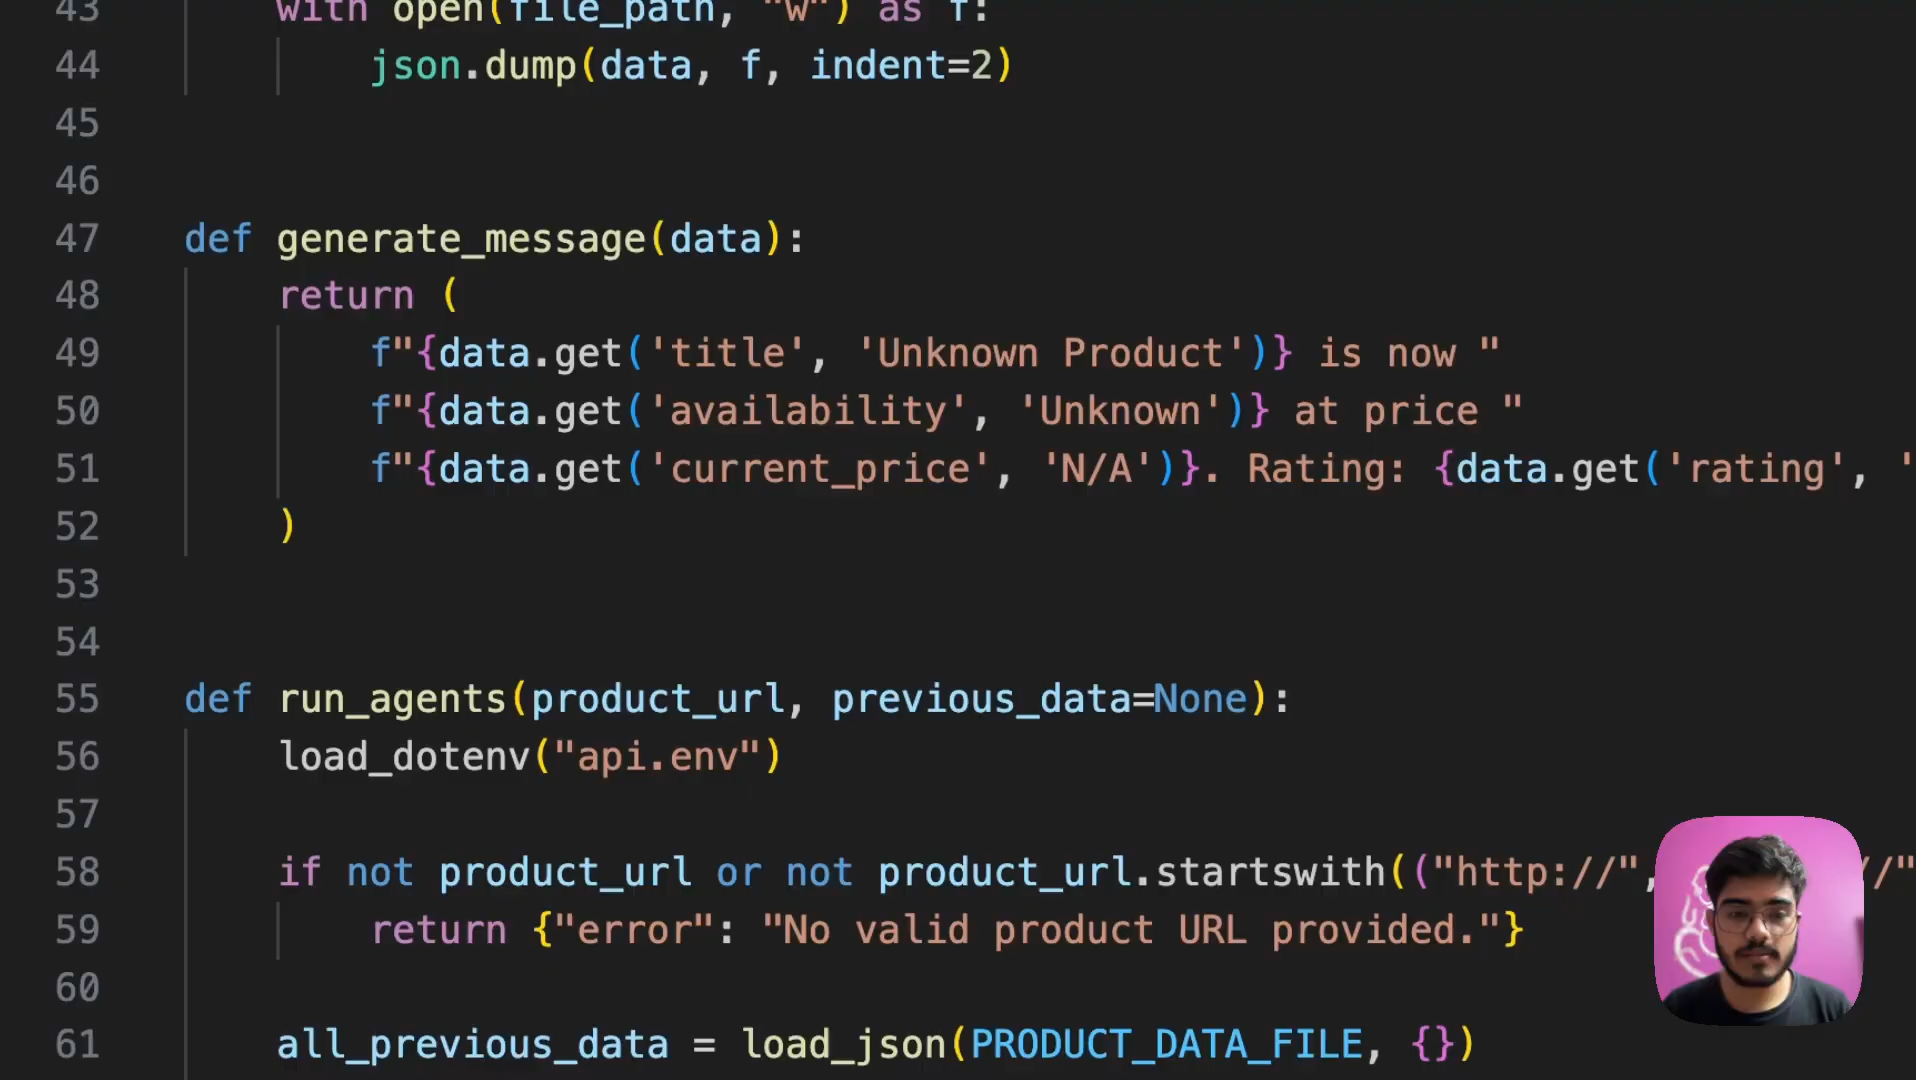 43 with open(file_path, "w") as f:
44 json.dump(data, f, indent=2)
45
46
47 def generate_message(data):
48 return (
49 f"{data.get('title', 'Unknown Product')} is now "
50 f"{data.get('availability', 'Unknown')} at price "
51 f"{data.get('current_price', 'N/A')}. Rating: {data.get('rating', '
52 )
53
54
55 def run_agents(product_url, previous_data=None):
56 load_dotenv("api.env")
57
58 if not product_url or not product_url.startswith(("http://", //"
59 return {"error": "No valid product URL provided."}
60
61 all_previous_data = load_json(PRODUCT_DATA_FILE, {})